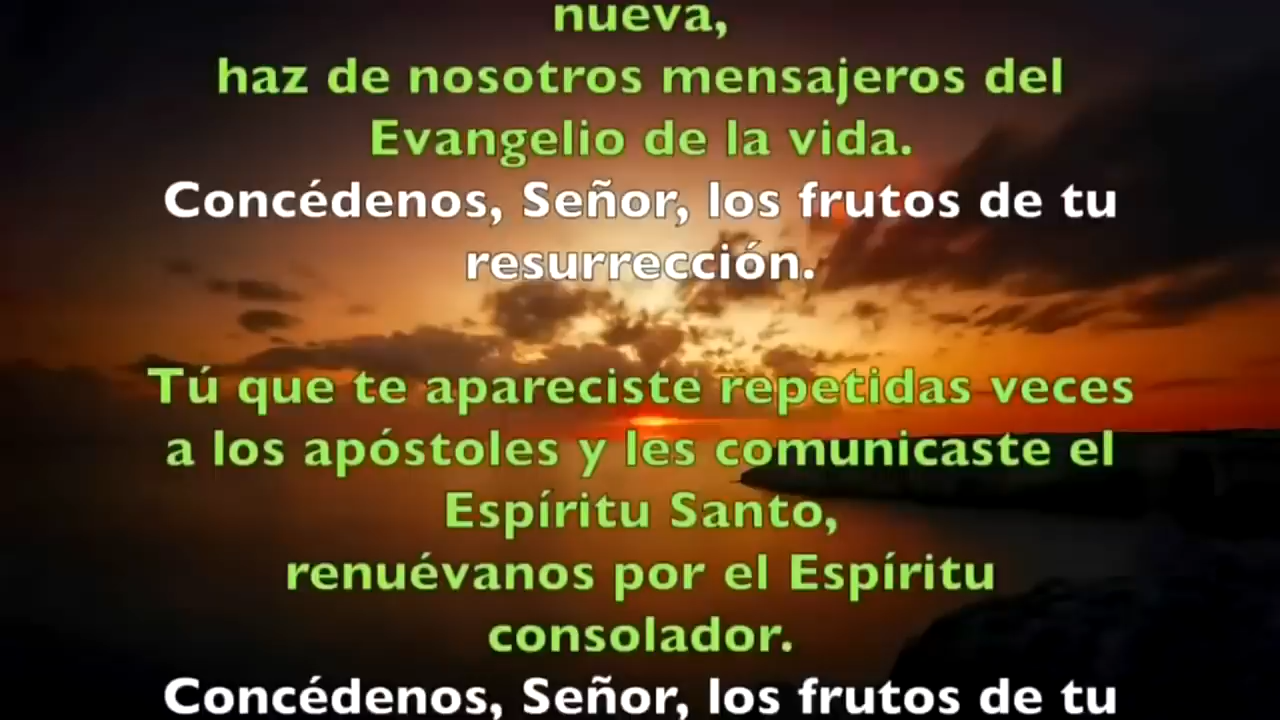 nueva,
haz de nosotros mensajeros del
Evangelio de la vida.
Concédenos, Señor, los frutos de tu
resurrección.
Tú que te apareciste repetidas veces
a los apóstoles y les comunicaste el
Espíritu Santo,
renuévanos por el Espíritu
consolador.
Concédenos, Señor, los frutos de tu